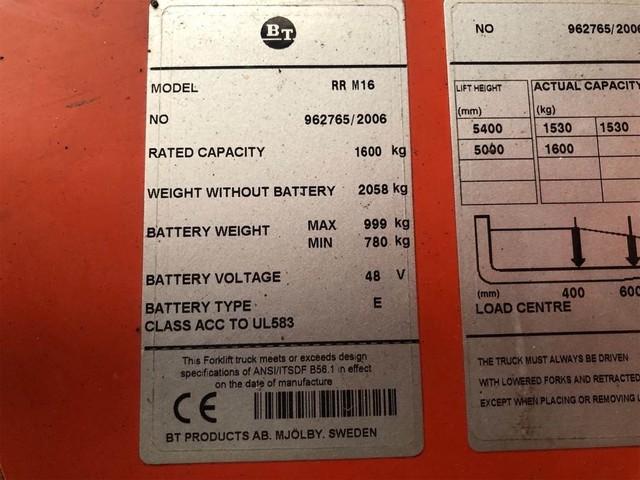 BT
MODEL RR M16
NO 962765/2006
RATED CAPACITY 1600 kg
WEIGHT WITHOUT BATTERY 2058 kg
BATTERY WEIGHT MAX 999 kg
MIN 780 kg
BATTERY VOLTAGE 48 V
BATTERY TYPE E
CLASS ACC TO UL583
This Forklift truck meets or exceeds design
specifications of ANSI/ITSDF B56.1 in effect
on the date of manufacture
CE
BT PRODUCTS AB. MJÖLBY. SWEDEN
NO 962765/2006
LIFT HEIGHT ACTUAL CAPACITY
(mm) (kg)
5400 1530 1530
5000 1600
(mm) 400 600
LOAD CENTRE
THE TRUCK MUST ALWAYS BE DRIVEN
WITH LOWERED FORKS AND RETRACTED
EXCEPT WHEN PLACING OR REMOVING